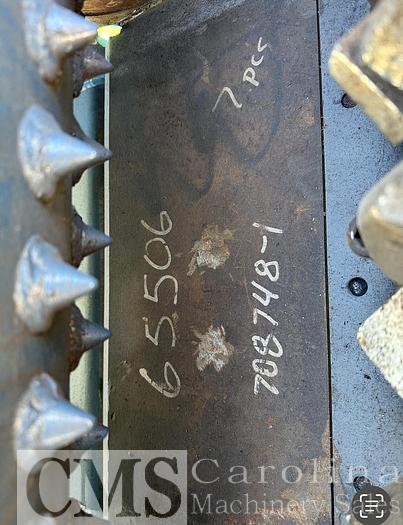 7 pcs
65506
708748-1
CMS
Carolina
Machinery Sales